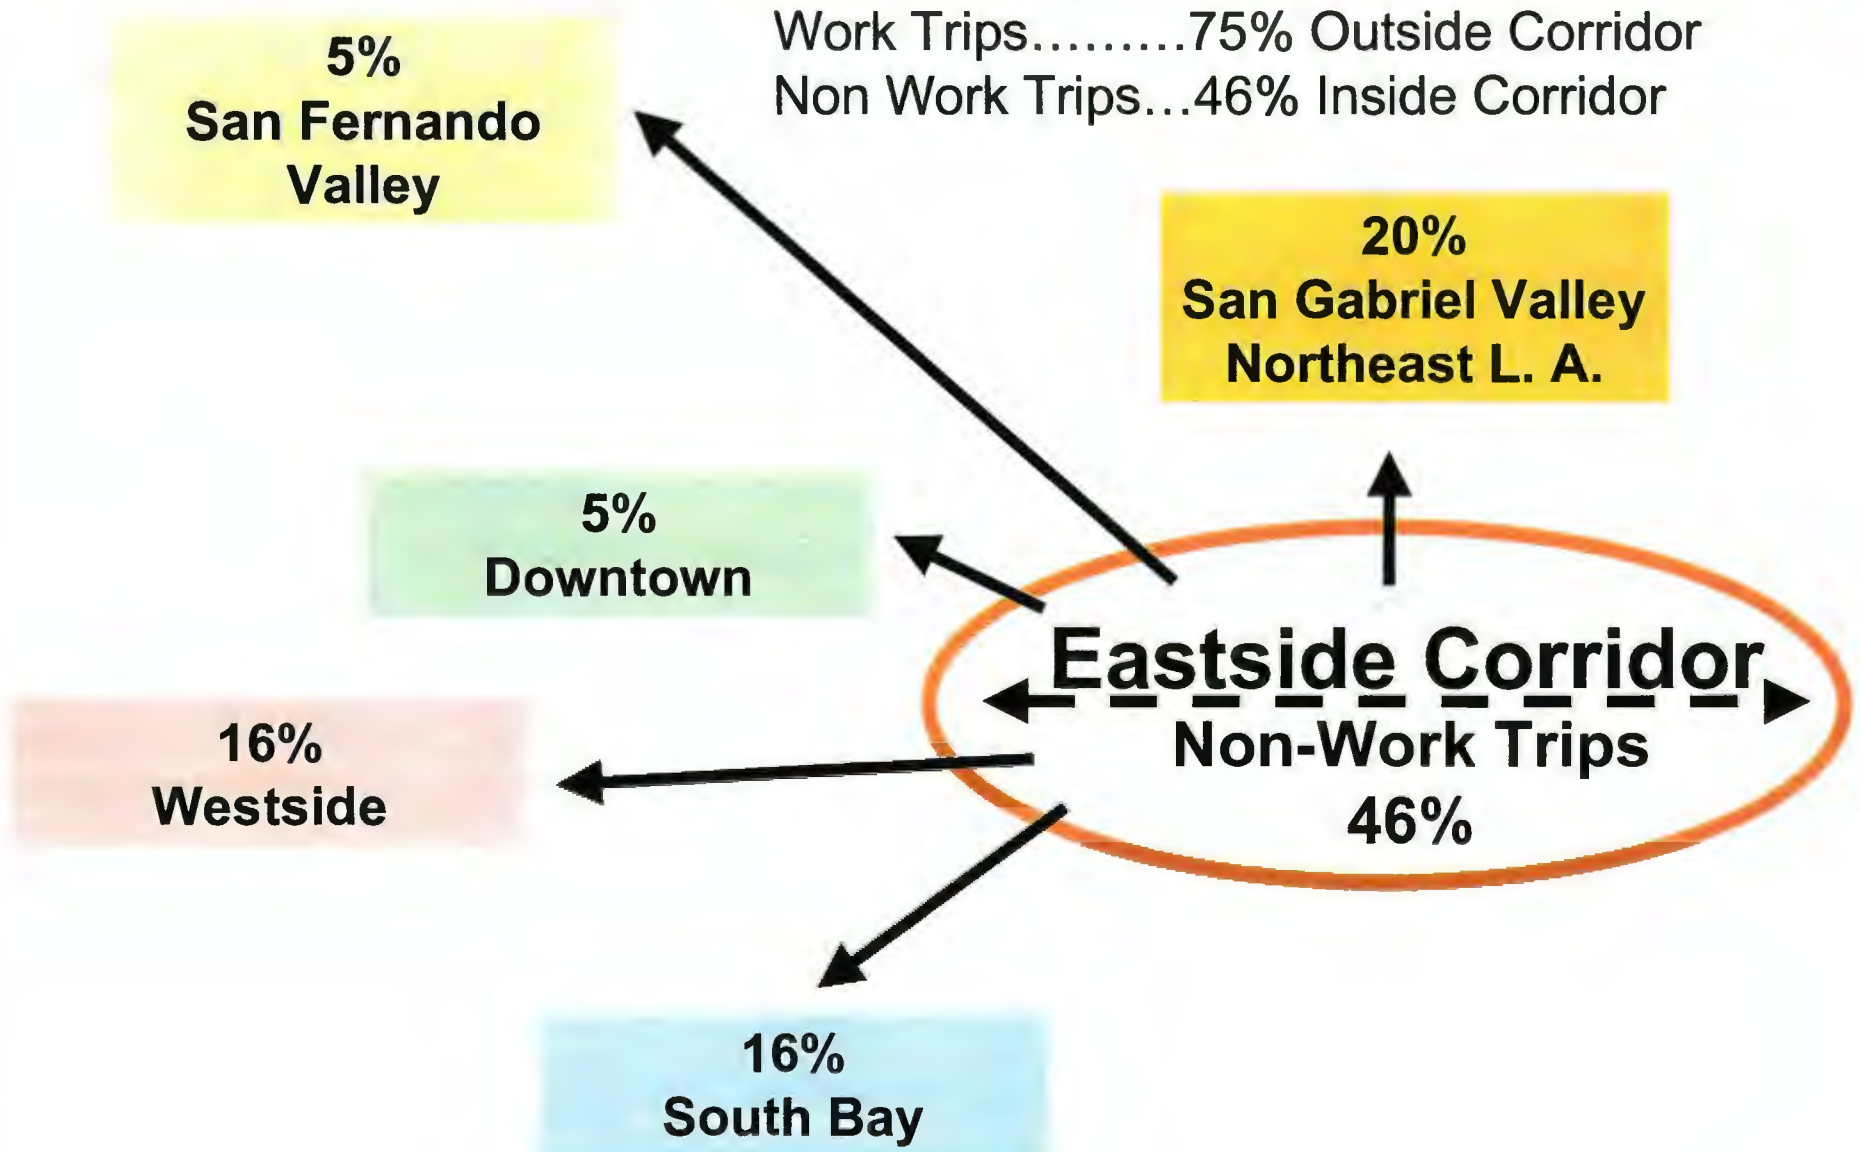 Work Trips.........75% Outside Corridor
Non Work Trips...46% Inside Corridor
5%
San Fernando
Valley
20%
San Gabriel Valley
Northeast L. A.
5%
Downtown
Eastside Corridor
Non-Work Trips
46%
16%
Westside
16%
South Bay